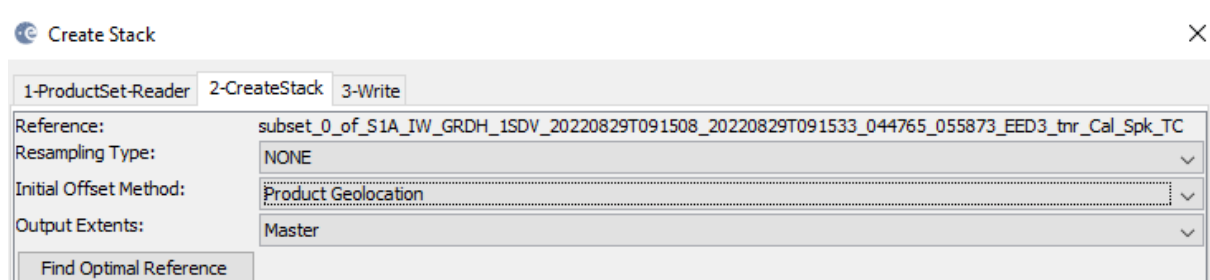 Create Stack
1-ProductSet-Reader 2-CreateStack 3-Write
Reference: subset_0_of_S1A_IW_GRDH_1SDV_20220829T091508_20220829T091533_044765_055873_EED3_tnr_Cal_Spk_TC
Resampling Type: NONE
Initial Offset Method: Product Geolocation
Output Extents: Master
Find Optimal Reference